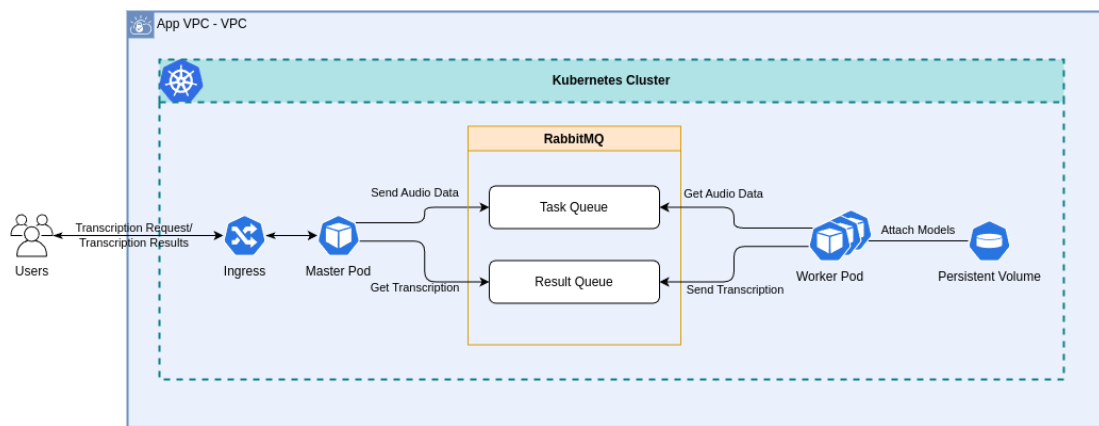 App VPC - VPC
Kubernetes Cluster
RabbitMQ
Send Audio Data
Task Queue
Get Audio Data
Transcription Request/
Transcription Results
Attach Models
Users
Ingress
Master Pod
Get Transcription
Result Queue
Send Transcription
Worker Pod
Persistent Volume